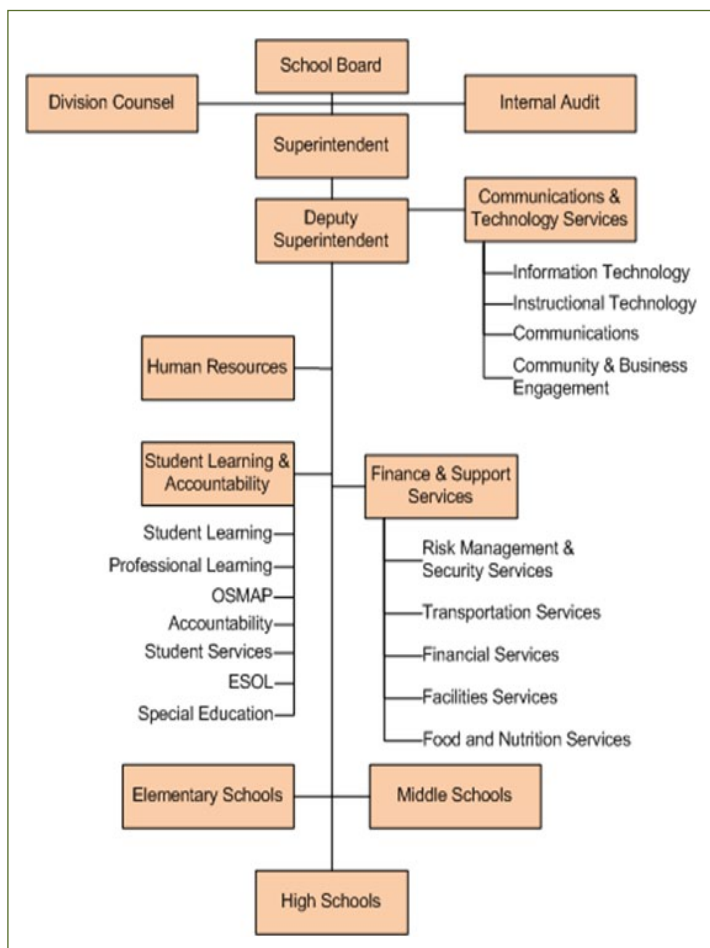 School Board
Division Counsel
Internal Audit
Superintendent
Deputy
Superintendent
Communications &
Technology Services
Information Technology
Instructional Technology
Communications
Community & Business
Engagement
Human Resources
Student Learning &
Accountability
Student Learning
Professional Learning
OSMAP
Accountability
Student Services
ESOL
Special Education
Finance & Support
Services
Risk Management &
Security Services
Transportation Services
Financial Services
Facilities Services
Food and Nutrition Services
Elementary Schools
Middle Schools
High Schools